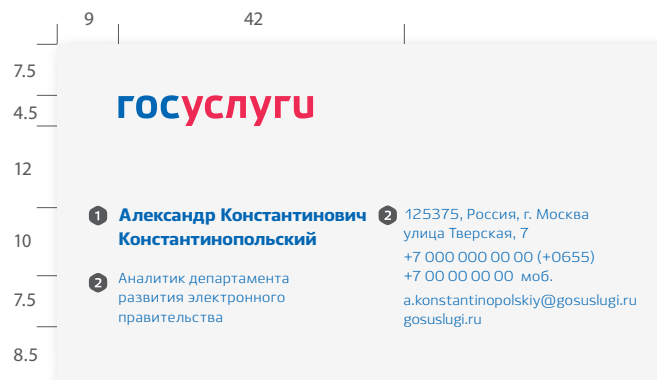 9
42
7.5
4.5
12
10
7.5
8.5
госуслуги
1 Александр Константинович
Константинопольский
2 Аналитик департамента
развития электронного
правительства
2 125375, Россия, г. Москва
улица Тверская, 7
+7 000 000 00 00 (+0655)
+7 00 00 00 00 моб.
a.konstantinopolskiy@gosuslugi.ru
gosuslugi.ru